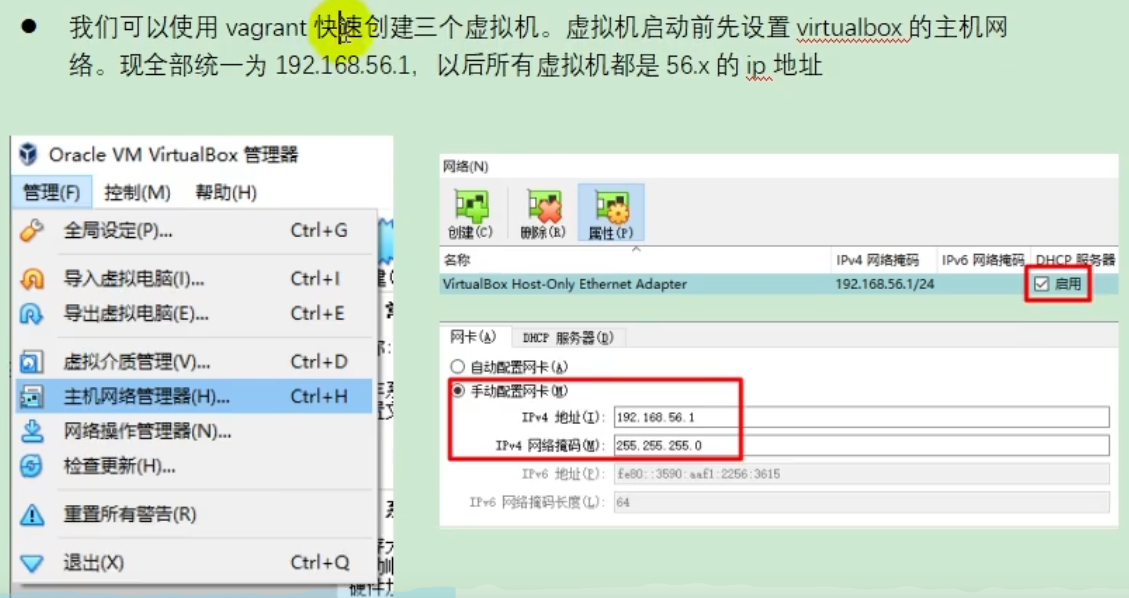 ● 我们可以使用 vagrant 快速创建三个虚拟机。虚拟机启动前先设置 virtualbox 的主机网
络。现全部统一为 192.168.56.1，以后所有虚拟机都是 56.x 的 ip 地址
Oracle VM VirtualBox 管理器
管理(F) 控制(M) 帮助(H)
全局设定(P)... Ctrl+G
导入虚拟电脑(I)... Ctrl+I
导出虚拟电脑(E)... Ctrl+E
虚拟介质管理(V)... Ctrl+D
主机网络管理器(H)... Ctrl+H
网络操作管理器(N)...
检查更新(H)...
重置所有警告(R)
退出(X) Ctrl+Q
网络(N)
创建(C) 删除(R) 属性(P)
名称 IPv4 网络掩码 IPv6 网络掩码 DHCP 服务器
VirtualBox Host-Only Ethernet Adapter 192.168.56.1/24 启用
网卡(A) DHCP 服务器(D)
自动配置网卡(A)
手动配置网卡(M)
IPv4 地址(I): 192.168.56.1
IPv4 网络掩码(M): 255.255.255.0
IPv6 地址(P): fe80::3590:aaf1:2256:3615
IPv6 网络掩码长度(L): 64